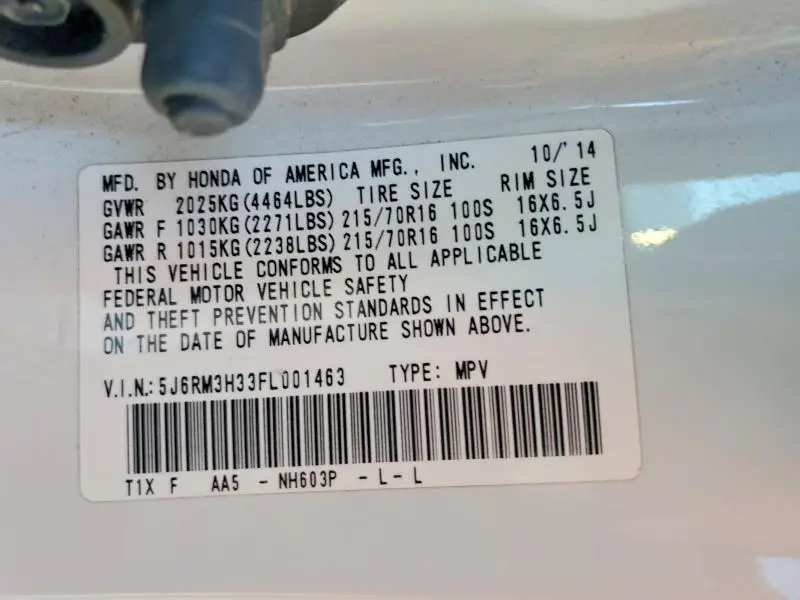 MFD. BY HONDA OF AMERICA MFG., INC. 10/'14
GVWR 2025KG(4464LBS) TIRE SIZE RIM SIZE
GAWR F 1030KG(2271LBS) 215/70R16 100S 16X6.5J
GAWR R 1015KG(2238LBS) 215/70R16 100S 16X6.5J
THIS VEHICLE CONFORMS TO ALL APPLICABLE
FEDERAL MOTOR VEHICLE SAFETY
AND THEFT PREVENTION STANDARDS IN EFFECT
ON THE DATE OF MANUFACTURE SHOWN ABOVE.
V.I.N.: 5J6RM3H33FL001463 TYPE: MPV
T1X F AA5 - NH603P - L - L